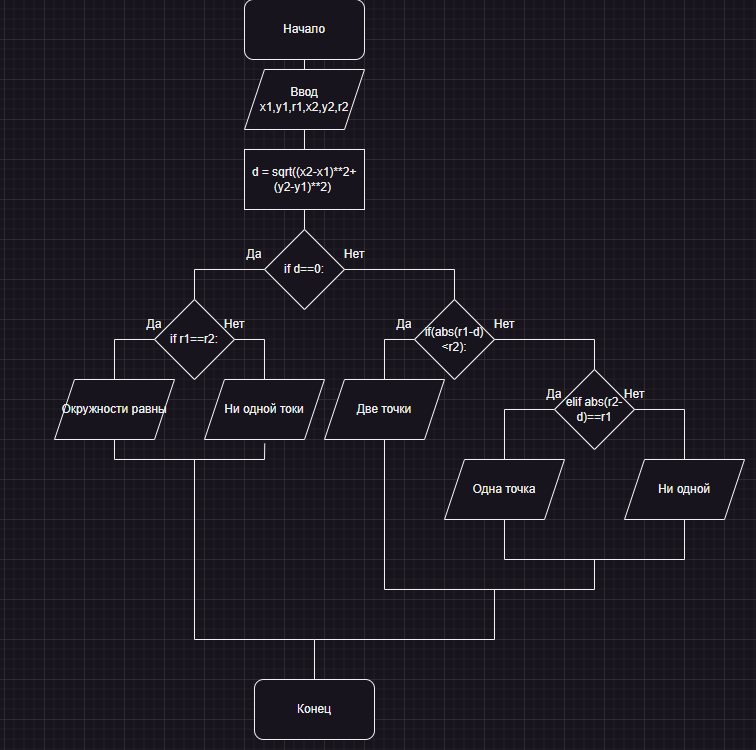 Начало
Ввод
x1,y1,r1,x2,y2,r2
d = sqrt((x2-x1)**2+
(y2-y1)**2)
Да
Нет
if d==0:
Да
Нет
if r1==r2:
Да
Нет
if(abs(r1-d)
<r2):
Окружности равны
Ни одной токи
Две точки
Да
Нет
elif abs(r2-
d)==r1
Одна точка
Ни одной
Конец